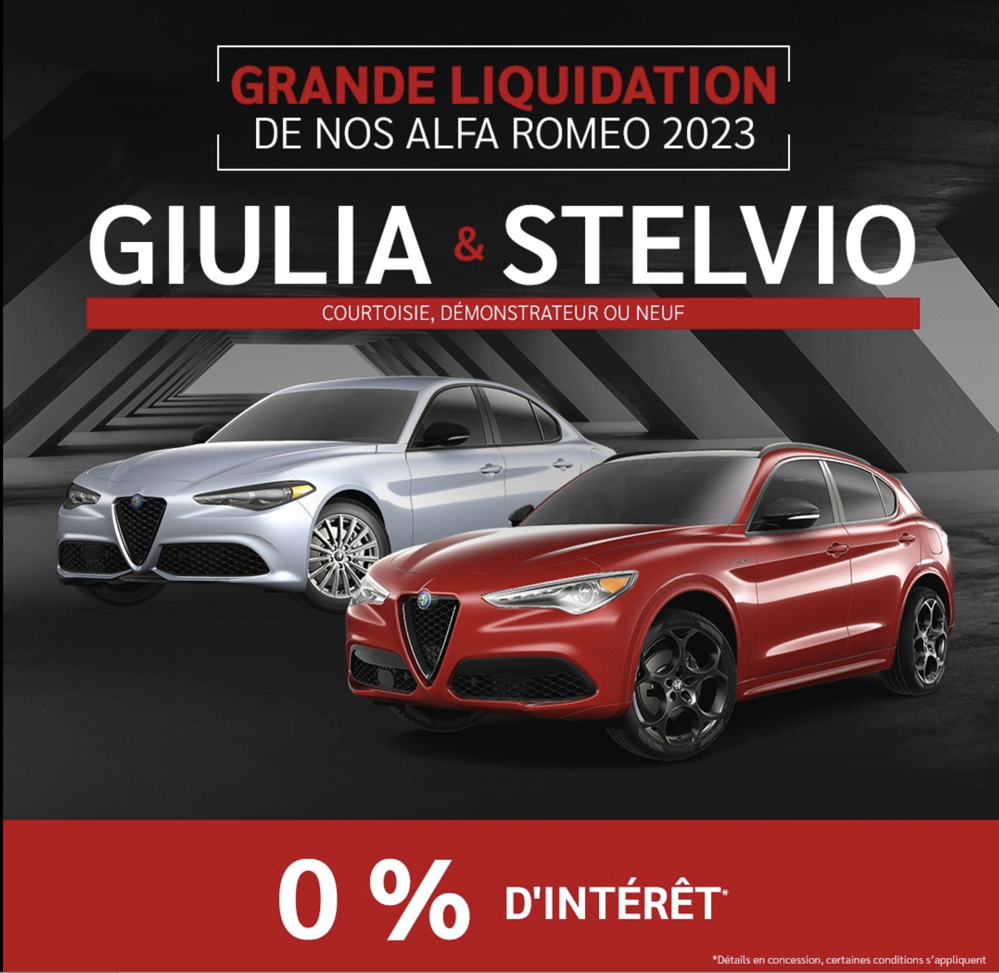 GRANDE LIQUIDATION
DE NOS ALFA ROMEO 2023
GIULIA & STELVIO
COURTOISIE, DÉMONSTRATEUR OU NEUF
0 % D'INTÉRÊT*
*Détails en concession, certaines conditions s'appliquent